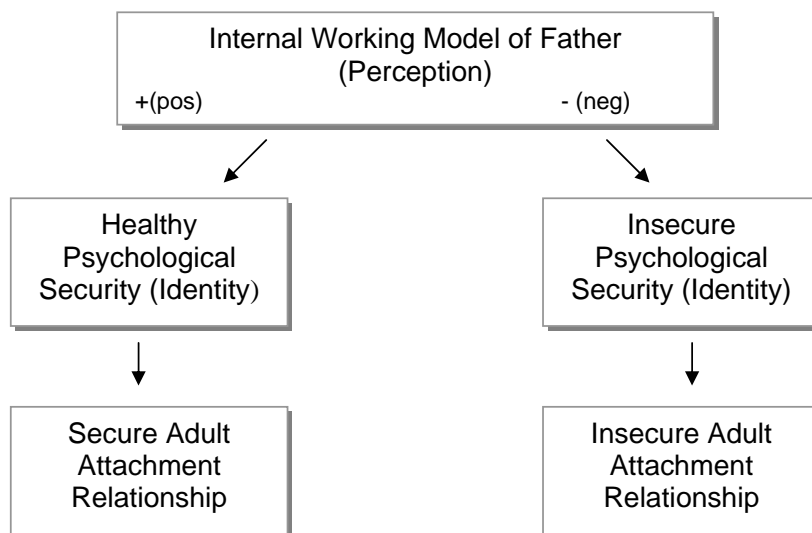 Internal Working Model of Father
(Perception)
+(pos) - (neg)
Healthy
Psychological
Security (Identity)
Insecure
Psychological
Security (Identity)
Secure Adult
Attachment
Relationship
Insecure Adult
Attachment
Relationship